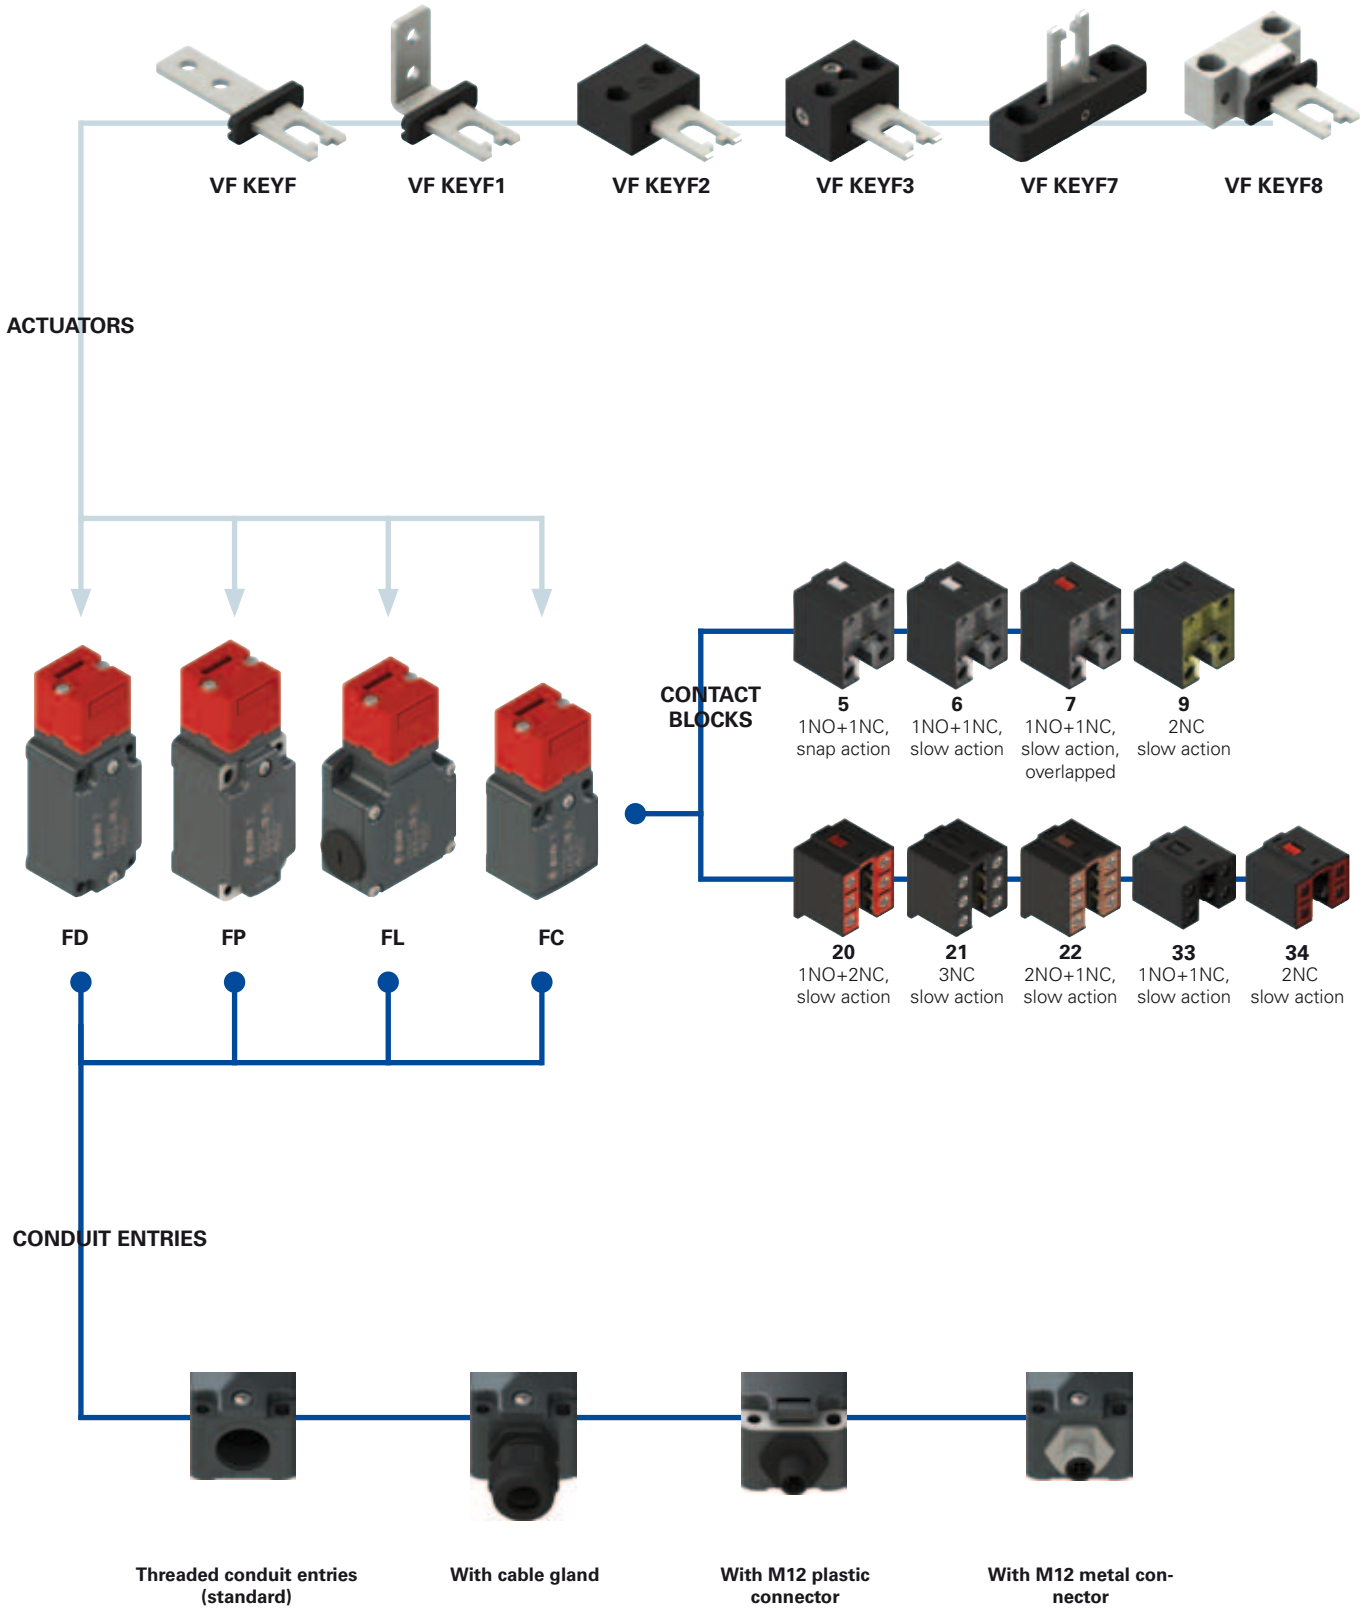 VF KEYF
VF KEYF1
VF KEYF2
VF KEYF3
VF KEYF7
VF KEYF8
ACTUATORS
CONTACT
BLOCKS
5
1NO+1NC,
snap action
6
1NO+1NC,
slow action
7
1NO+1NC,
slow action,
overlapped
9
2NC
slow action
20
1NO+2NC,
slow action
21
3NC
slow action
22
2NO+1NC,
slow action
33
1NO+1NC,
slow action
34
2NC
slow action
FD
FP
FL
FC
CONDUIT ENTRIES
Threaded conduit entries
(standard)
With cable gland
With M12 plastic
connector
With M12 metal con-
nector